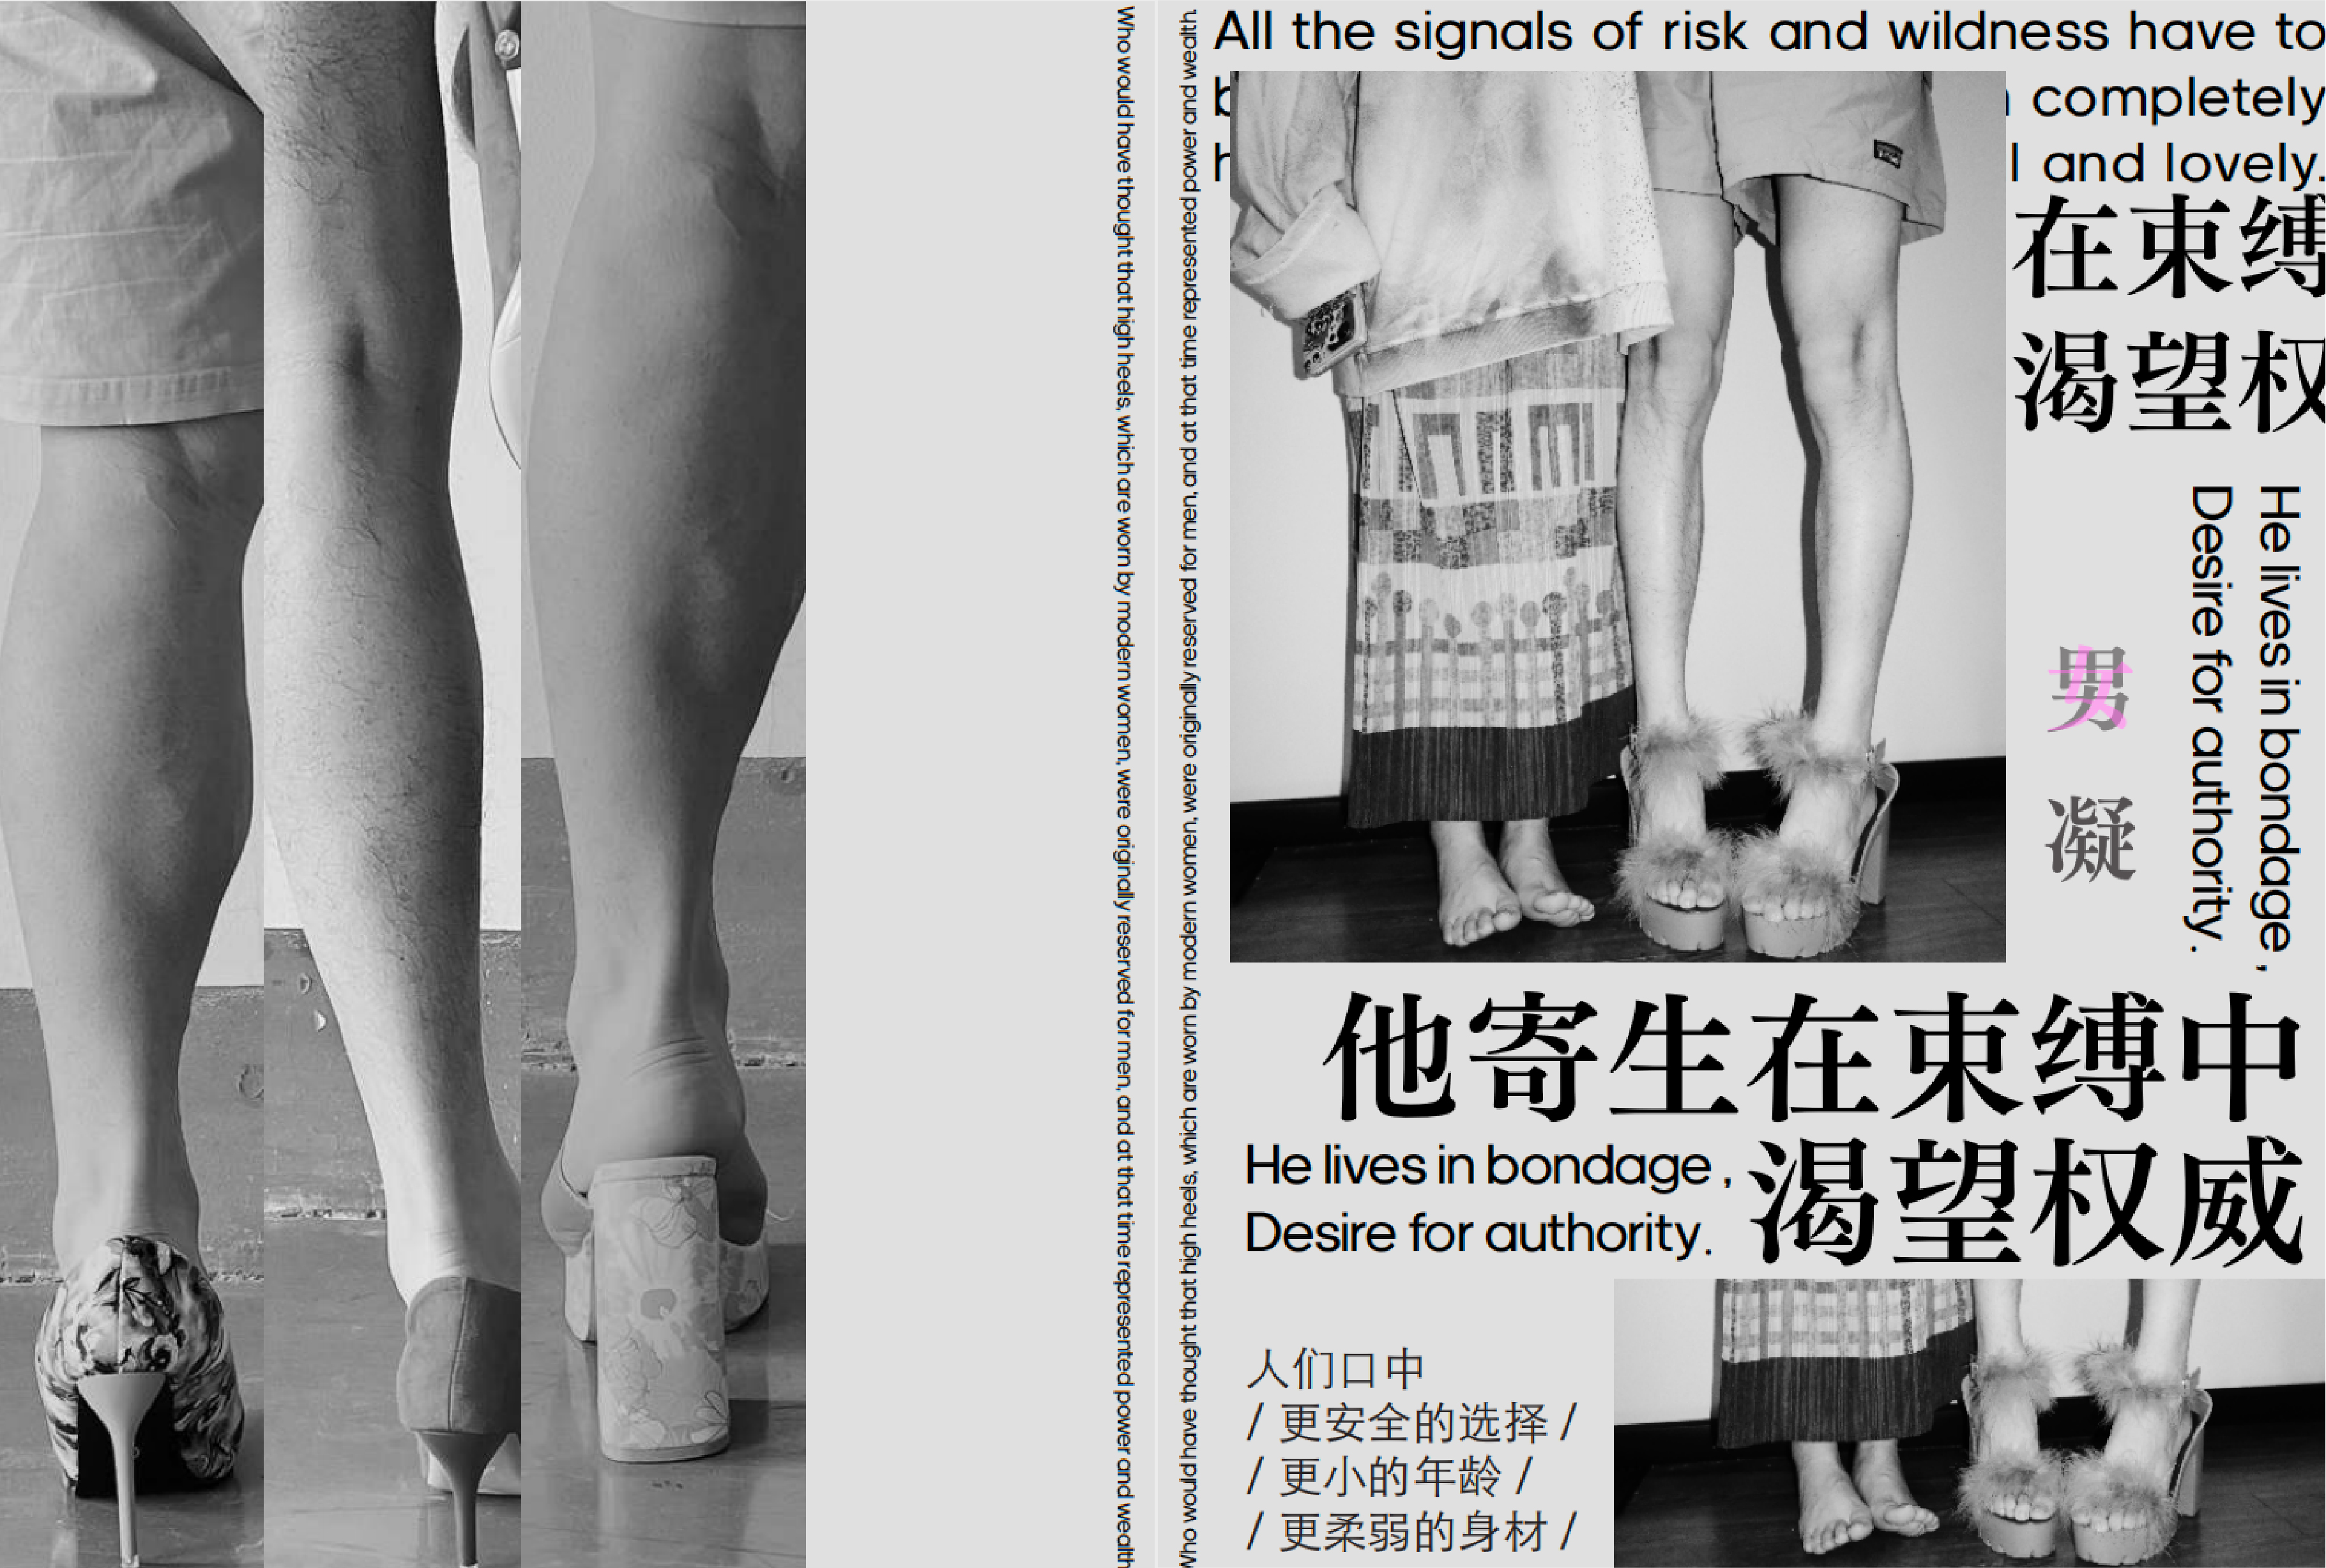 Who would have thought that high heels, which are worn by modern women, were originally reserved for men, and at that time represented power and wealth
Who would have thought that high heels, which are worn by modern women, were originally reserved for men, and at that time represented power and wealth.
All the signals of risk and wildness have to
completely
and lovely.
在束缚
渴望权
He lives in bondage,
Desire for authority.
凝
他寄生在束缚中
He lives in bondage,
Desire for authority.
渴望权威
人们口中
/ 更安全的选择 /
/ 更小的年龄 /
/ 更柔弱的身材 /